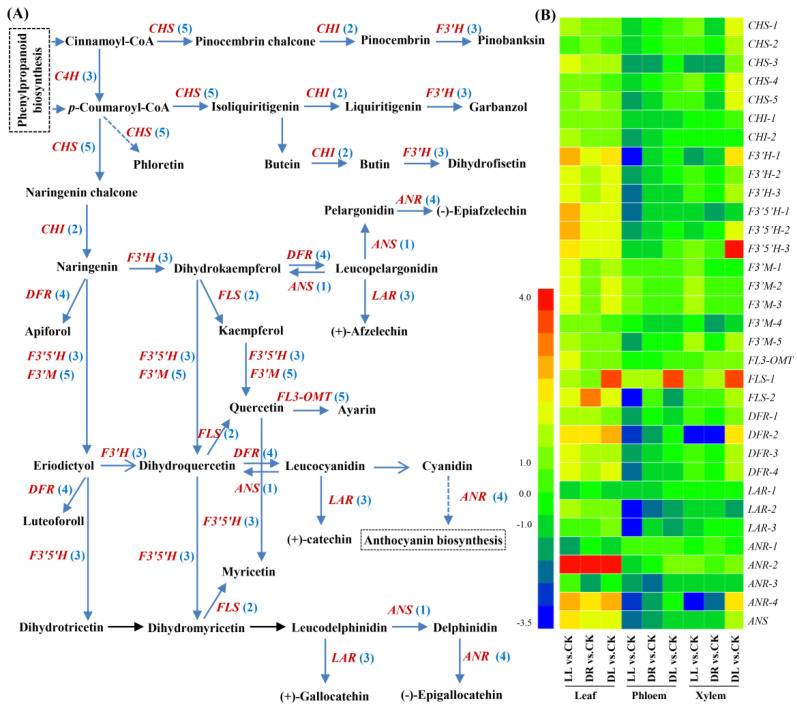 (A)
Phenylpropanoid
biosynthesis
Cinnamoyl-CoA CHS (5) Pinocembrin chalcone CHI (2) Pinocembrin F3'H (3) Pinobanksin
C4H (3)
p-Coumaroyl-CoA CHS (5) Isoliquiritigenin CHI (2) Liquiritigenin F3'H (3) Garbanzol
CHS (5)
CHS (5)
Phloretin
Butein CHI (2) Butin F3'H (3) Dihydrofisetin
Naringenin chalcone
Pelargonidin ANR (4) (-)-Epiafzelechin
CHI (2)
ANS (1)
Naringenin F3'H (3) Dihydrokaempferol DFR (4) Leucopelargonidin
ANS (1)
DFR (4)
FLS (2)
LAR (3)
Apiforol
Kaempferol
(+)-Afzelechin
F3'5'H (3) F3'5'H (3) F3'5'H (3)
F3'M (5) F3'M (5) F3'M (5)
FL3-OMT (5)
Quercetin
Ayarin
FLS (2)
Eriodictyol F3'H (3) Dihydroquercetin DFR (4) Leucocyanidin Cyanidin
ANS (1)
DFR (4)
LAR (3)
ANR (4)
Luteoforoll
F3'5'H (3)
(+)-catechin
Anthocyanin biosynthesis
F3'5'H (3)
F3'5'H (3)
Myricetin
FLS (2)
Dihydrotricetin Dihydromyricetin Leucodelphinidin ANS (1) Delphinidin
LAR (3)
ANR (4)
(+)-Gallocatehin
(-)-Epigallocatehin
(B)
CHS-1
CHS-2
CHS-3
CHS-4
CHS-5
CHI-1
CHI-2
F3'H-1
F3'H-2
F3'H-3
F3'5'H-1
F3'5'H-2
F3'5'H-3
F3'M-1
F3'M-2
F3'M-3
F3'M-4
F3'M-5
FL3-OMT
FLS-1
FLS-2
DFR-1
DFR-2
DFR-3
DFR-4
LAR-1
LAR-2
LAR-3
ANR-1
ANR-2
ANR-3
ANR-4
ANS
4.0
1.0
0.0
-1.0
-3.5
LL vs.CK
DR vs.CK
DL vs.CK
LL vs.CK
DR vs.CK
DL vs.CK
LL vs.CK
DR vs.CK
DL vs.CK
Leaf Phloem Xylem